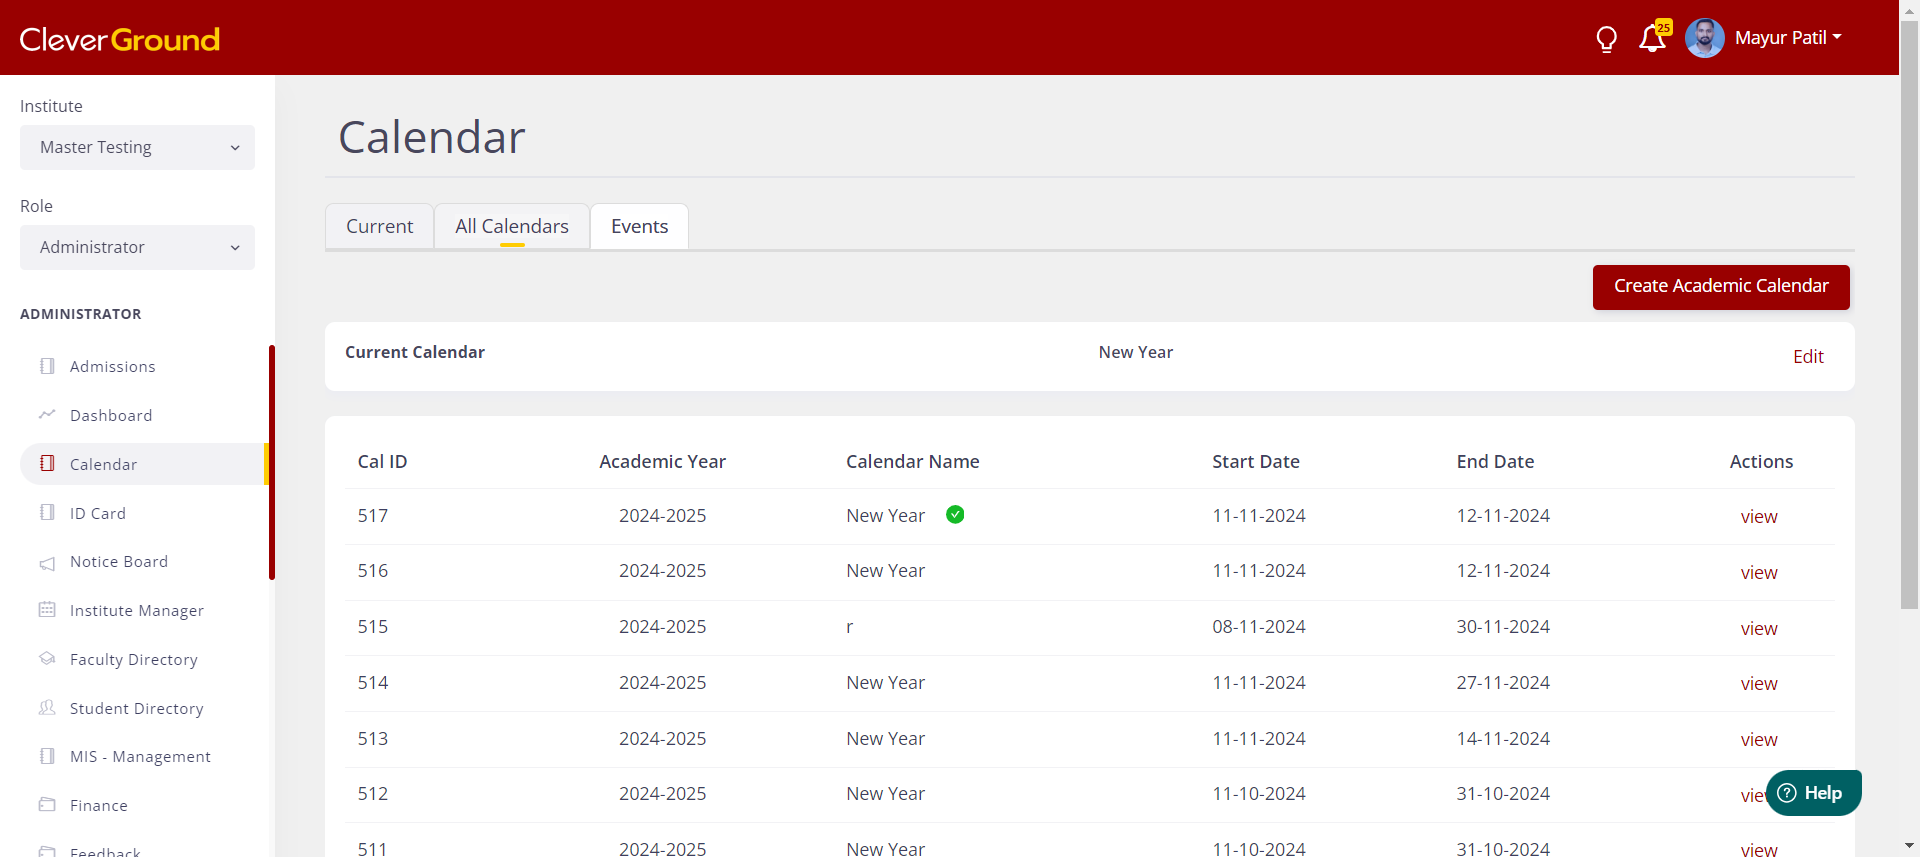 CleverGround
25
Mayur Patil
Institute
Master Testing
Role
Administrator
ADMINISTRATOR
Admissions
Dashboard
Calendar
ID Card
Notice Board
Institute Manager
Faculty Directory
Student Directory
MIS - Management
Finance
Feedback
Calendar
Current All Calendars Events
Create Academic Calendar
Current Calendar New Year Edit
Cal ID Academic Year Calendar Name Start Date End Date Actions
517 2024-2025 New Year 11-11-2024 12-11-2024 view
516 2024-2025 New Year 11-11-2024 12-11-2024 view
515 2024-2025 r 08-11-2024 30-11-2024 view
514 2024-2025 New Year 11-11-2024 27-11-2024 view
513 2024-2025 New Year 11-11-2024 14-11-2024 view
512 2024-2025 New Year 11-10-2024 31-10-2024 view
Help
511 2024-2025 New Year 11-10-2024 31-10-2024 view